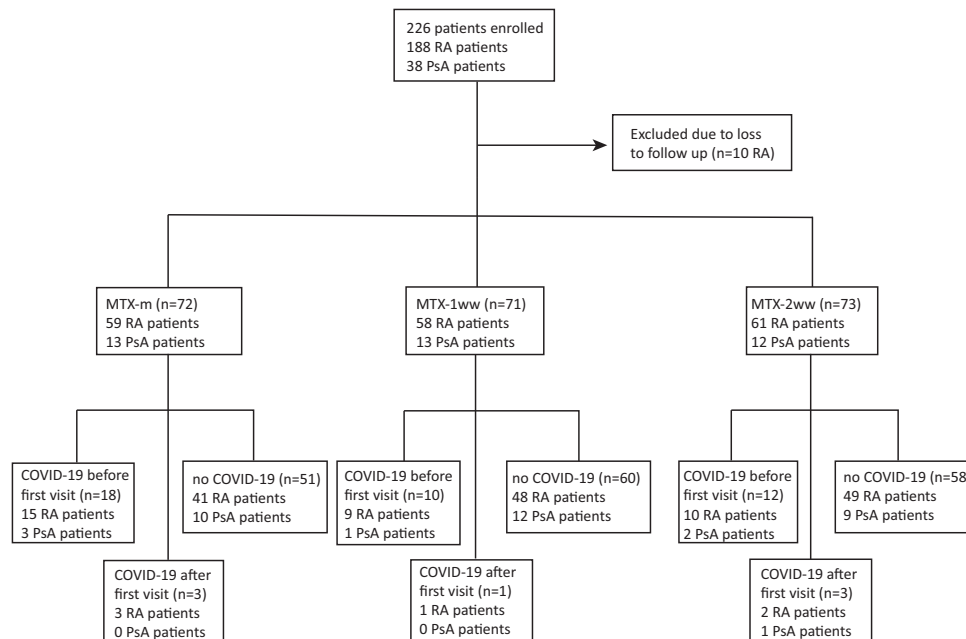 226 patients enrolled
188 RA patients
38 PsA patients
Excluded due to loss
to follow up (n=10 RA)
MTX-m (n=72)
59 RA patients
13 PsA patients
MTX-1ww (n=71)
58 RA patients
13 PsA patients
MTX-2ww (n=73)
61 RA patients
12 PsA patients
COVID-19 before
first visit (n=18)
15 RA patients
3 PsA patients
no COVID-19 (n=51)
41 RA patients
10 PsA patients
COVID-19 before
first visit (n=10)
9 RA patients
1 PsA patients
no COVID-19 (n=60)
48 RA patients
12 PsA patients
COVID-19 before
first visit (n=12)
10 RA patients
2 PsA patients
no COVID-19 (n=58
49 RA patients
9 PsA patients
COVID-19 after
first visit (n=3)
3 RA patients
0 PsA patients
COVID-19 after
first visit (n=1)
1 RA patients
0 PsA patients
COVID-19 after
first visit (n=3)
2 RA patients
1 PsA patients